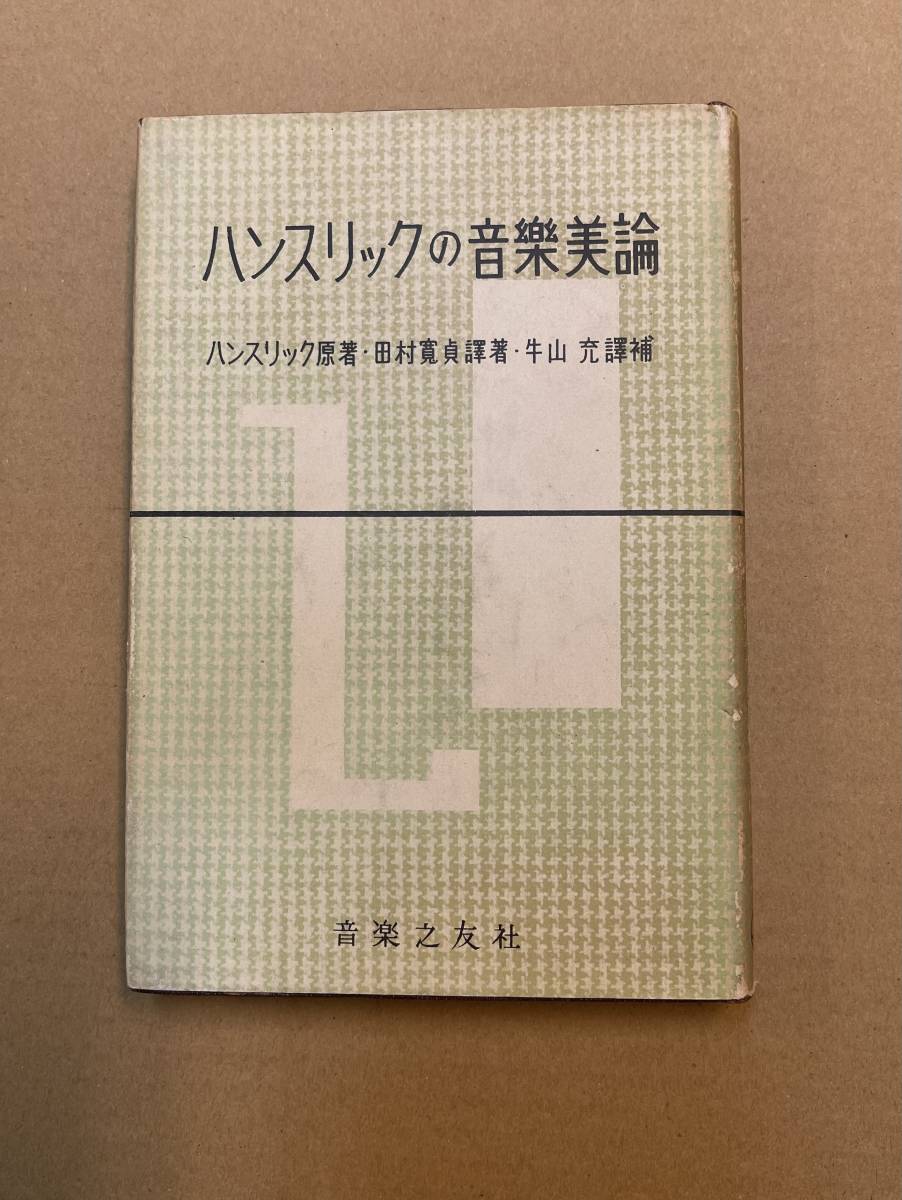 ハンスリックの音樂美論
ハンスリック原著・田村寬貞譯著・牛山 充譯補
音楽之友社